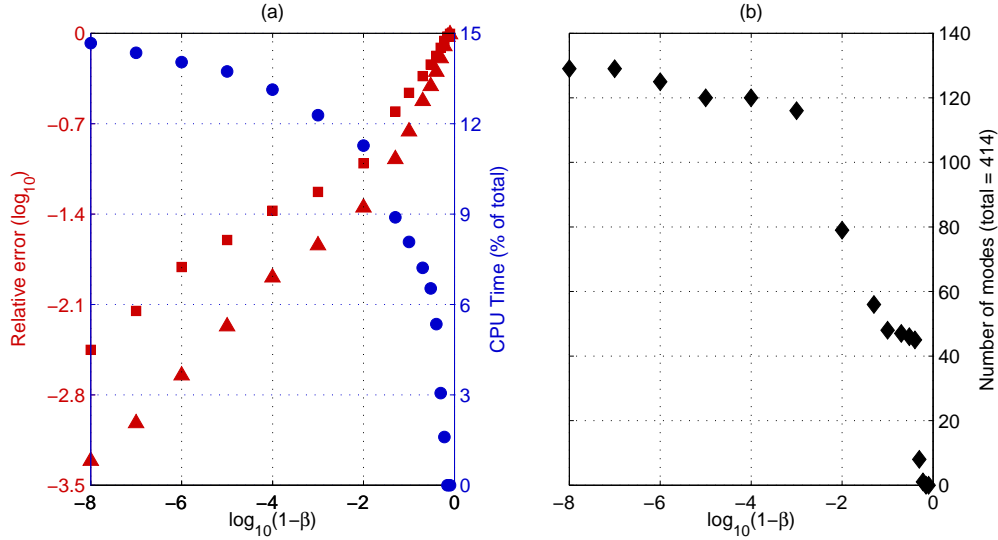 (a)
−0
−0.7
−1.4
−2.1
−2.8
−3.5
Relative error (log10)
15
12
9
6
3
0
CPU Time (% of total)
−8 −6 −4 −2 0
log10(1−β)
(b)
140
120
100
80
60
40
20
0
Number of modes (total = 414)
−8 −6 −4 −2 0
log10(1−β)